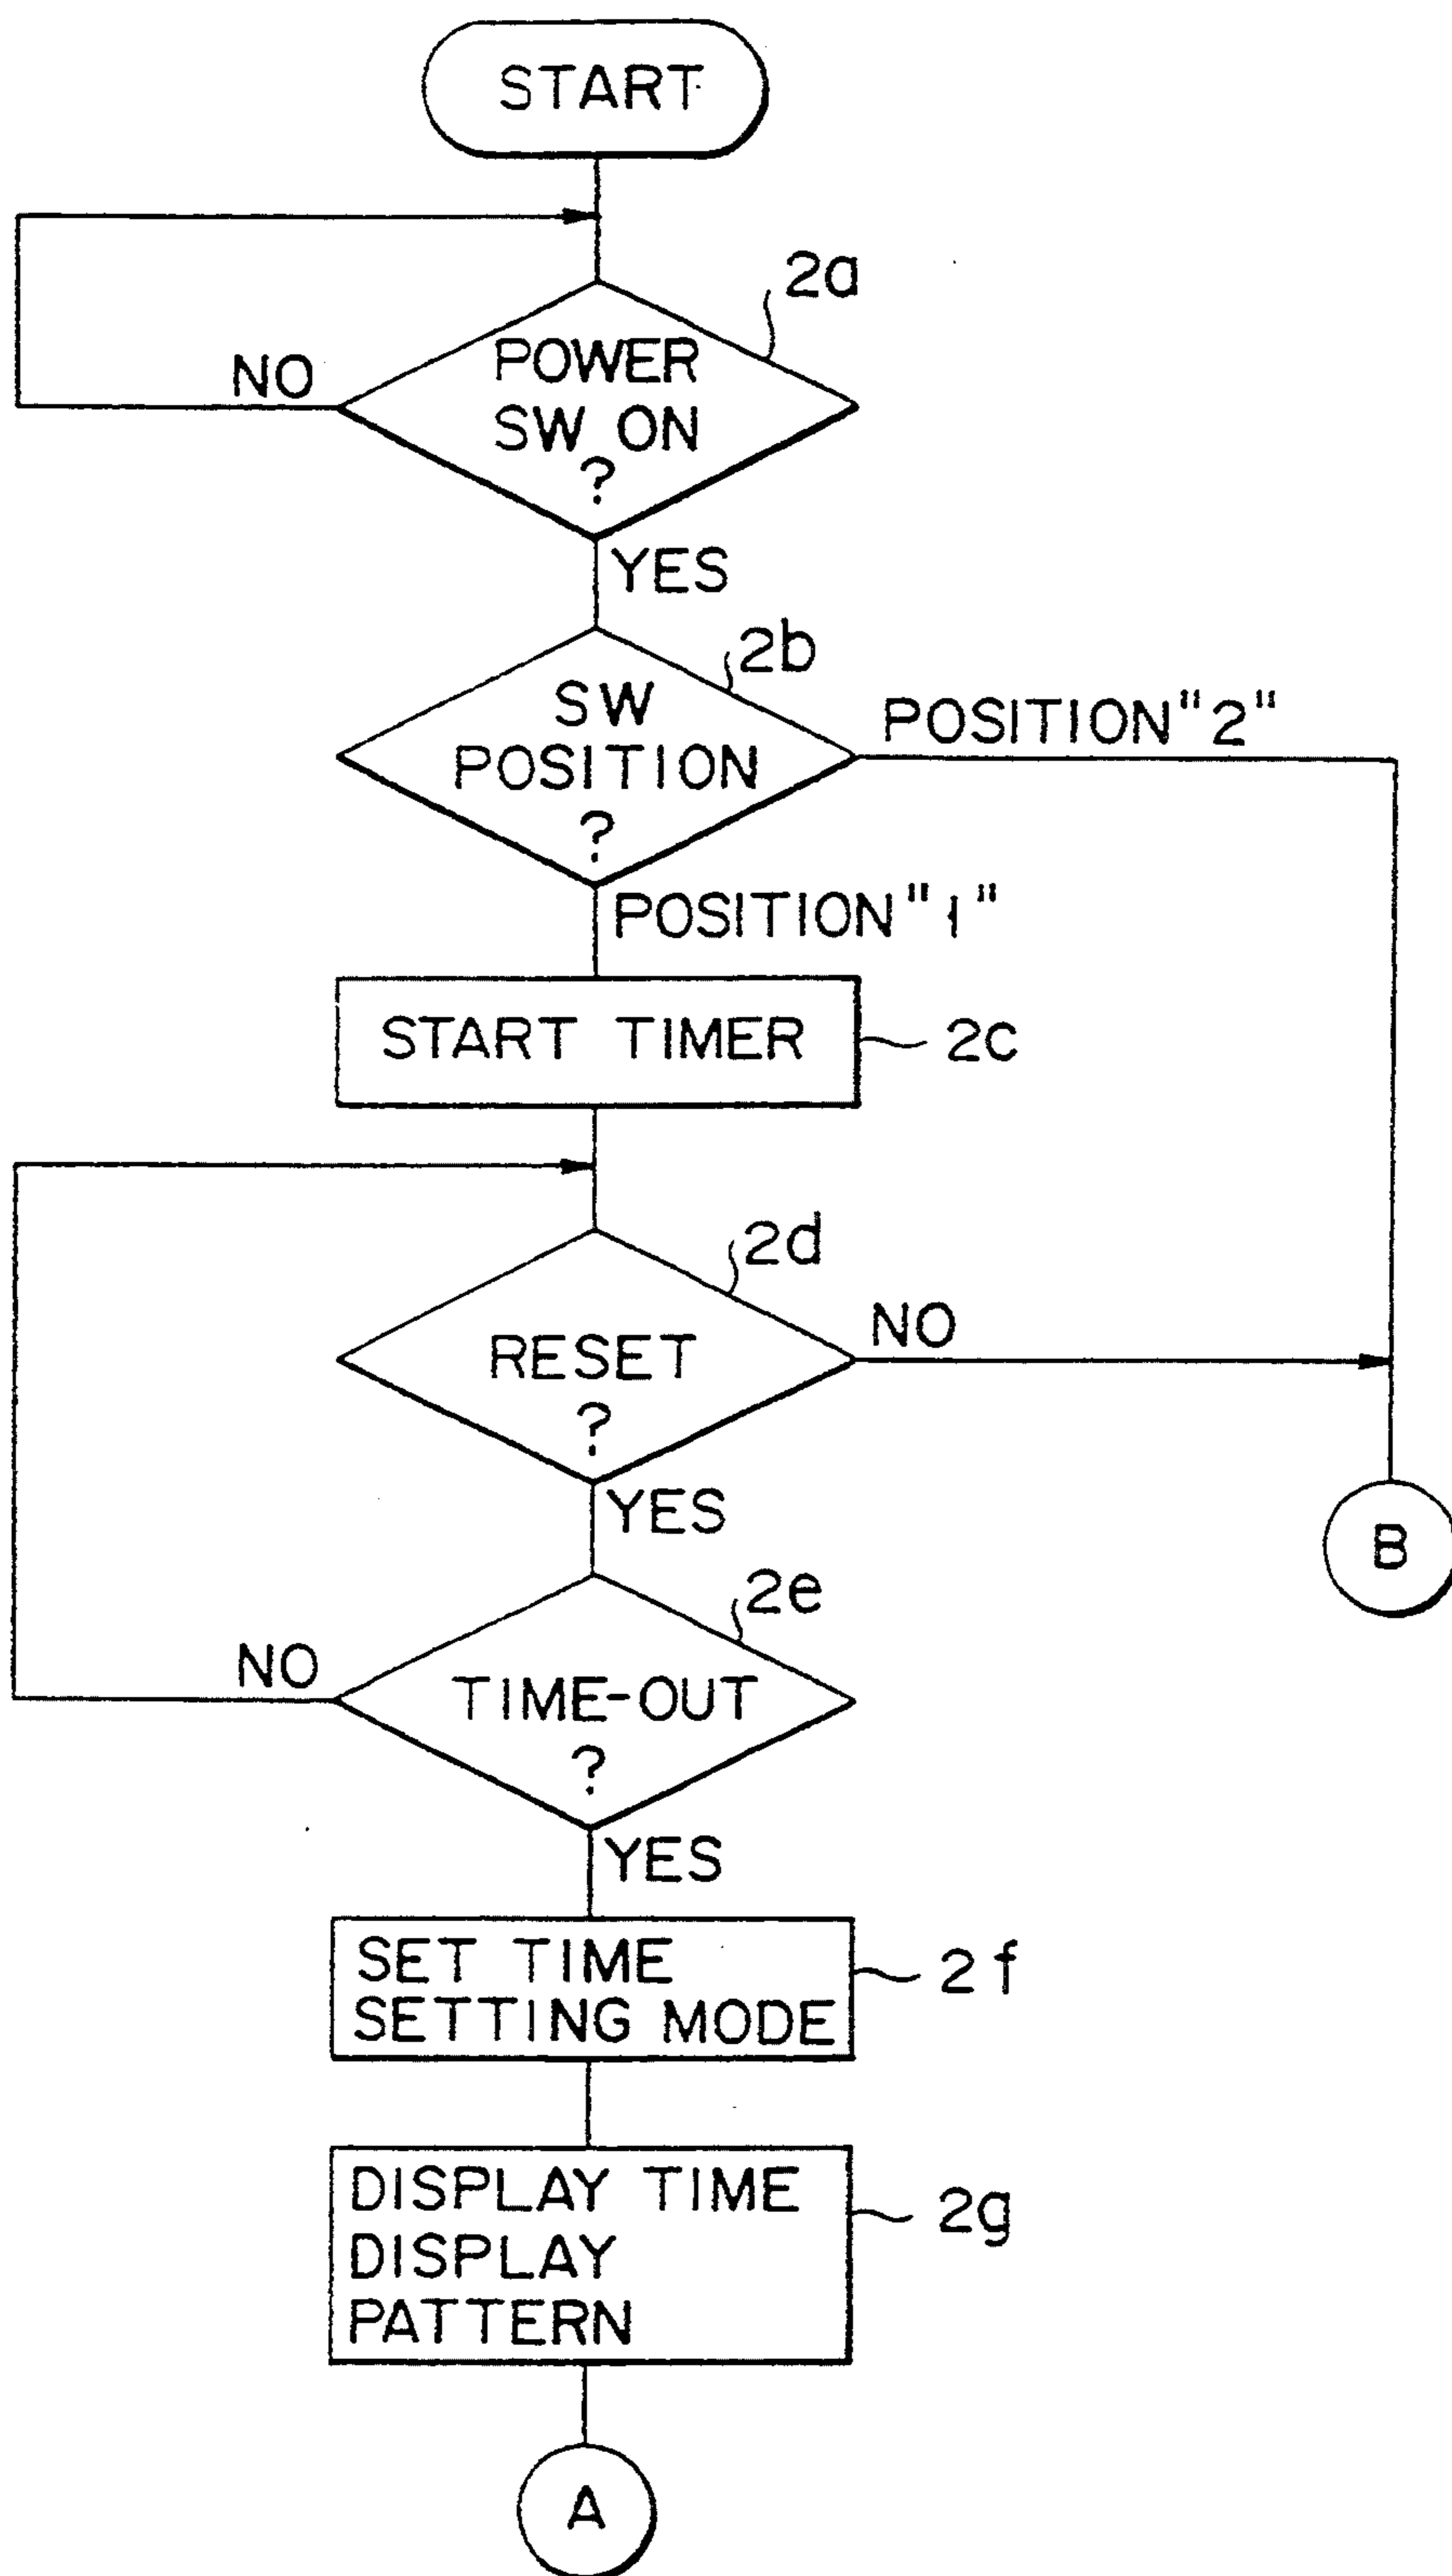 START
2a
POWER
SW ON
?
NO
YES
2b
SW
POSITION
?
POSITION "2"
POSITION "1"
START TIMER
2c
2d
RESET
?
NO
YES
B
2e
TIME-OUT
?
NO
YES
SET TIME
SETTING MODE
2f
DISPLAY TIME
DISPLAY
PATTERN
2g
A